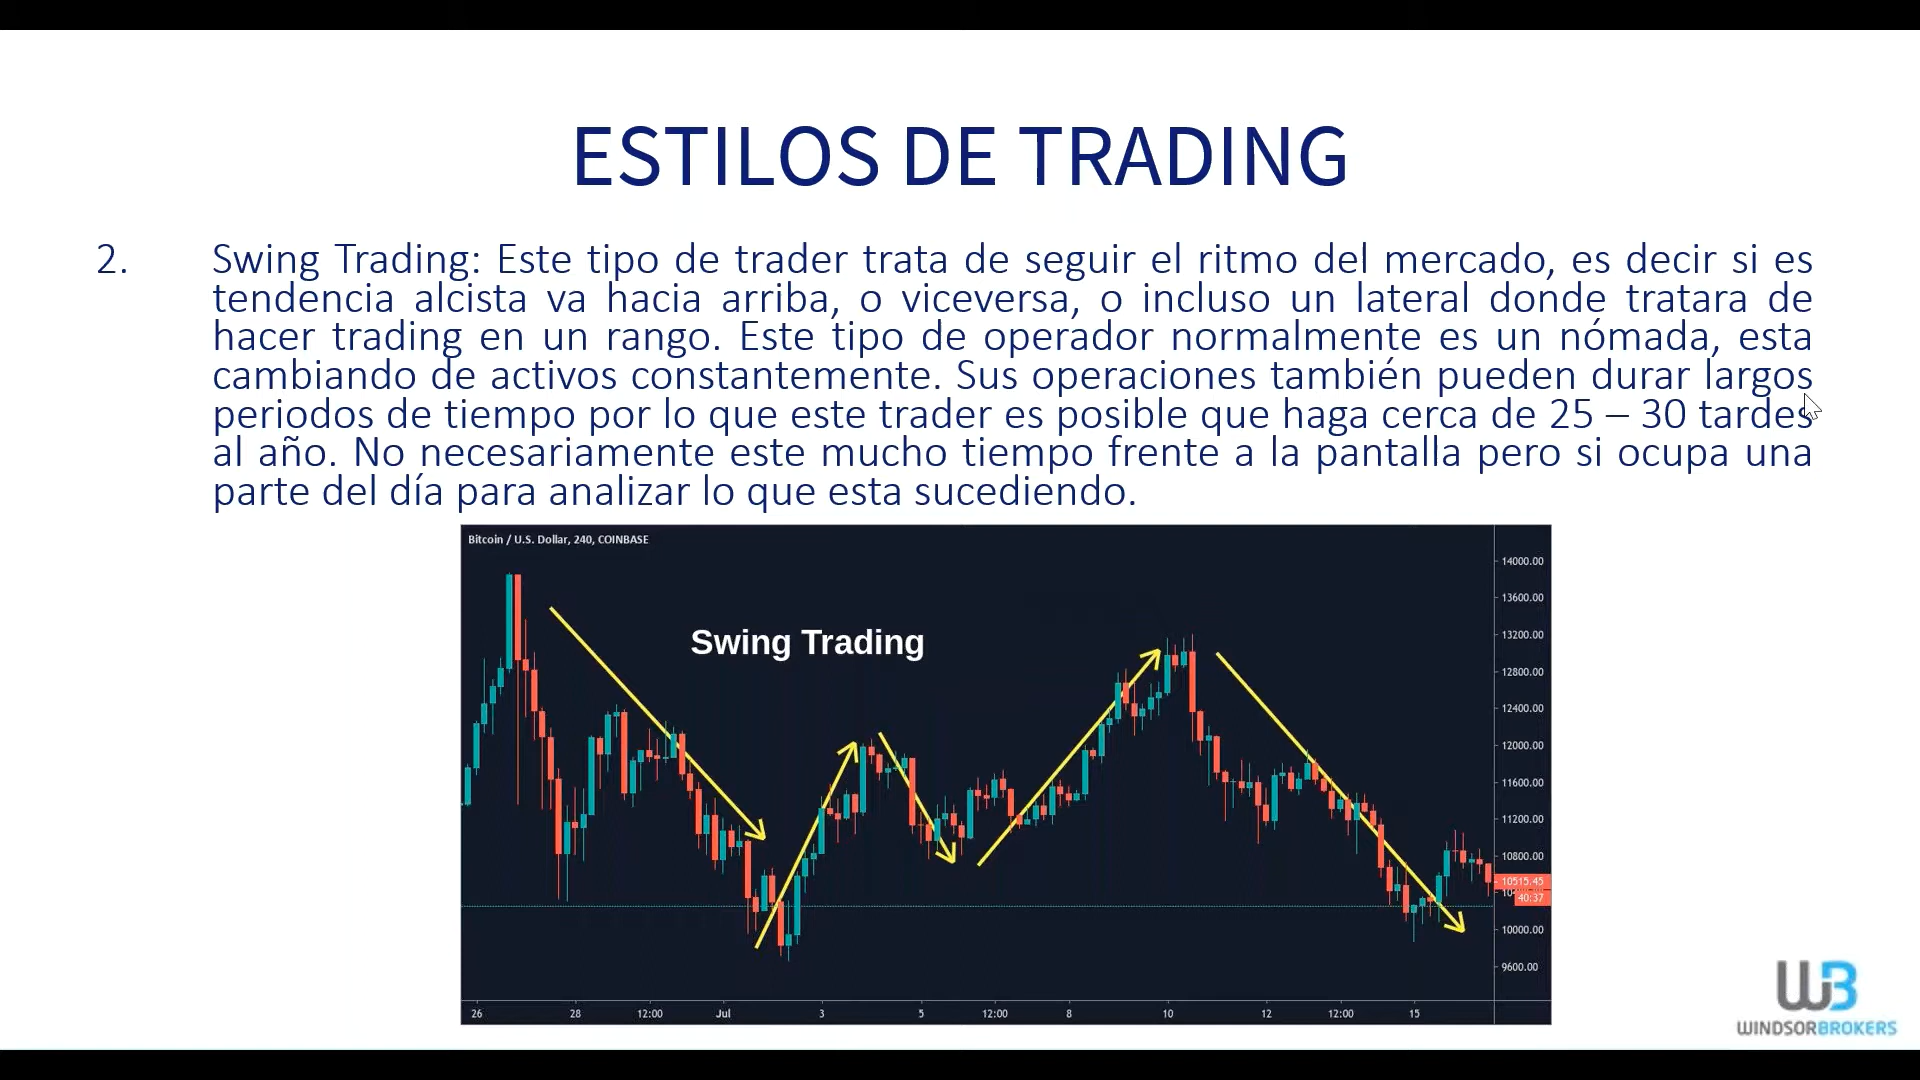 ESTILOS DE TRADING
2. Swing Trading: Este tipo de trader trata de seguir el ritmo del mercado, es decir si es
tendencia alcista va hacia arriba, o viceversa, o incluso un lateral donde tratara de
hacer trading en un rango. Este tipo de operador normalmente es un nómada, esta
cambiando de activos constantemente. Sus operaciones también pueden durar largos
periodos de tiempo por lo que este trader es posible que haga cerca de 25 – 30 tardes
al año. No necesariamente este mucho tiempo frente a la pantalla pero si ocupa una
parte del día para analizar lo que esta sucediendo.
Bitcoin / U.S. Dollar, 240, COINBASE
Swing Trading
14000.00
13600.00
13200.00
12800.00
12400.00
12000.00
11600.00
11200.00
10800.00
10515.45
40:37
10000.00
9600.00
26 28 12:00 Jul 3 5 12:00 8 10 12 12:00 15
WB
WINDSORBROKERS